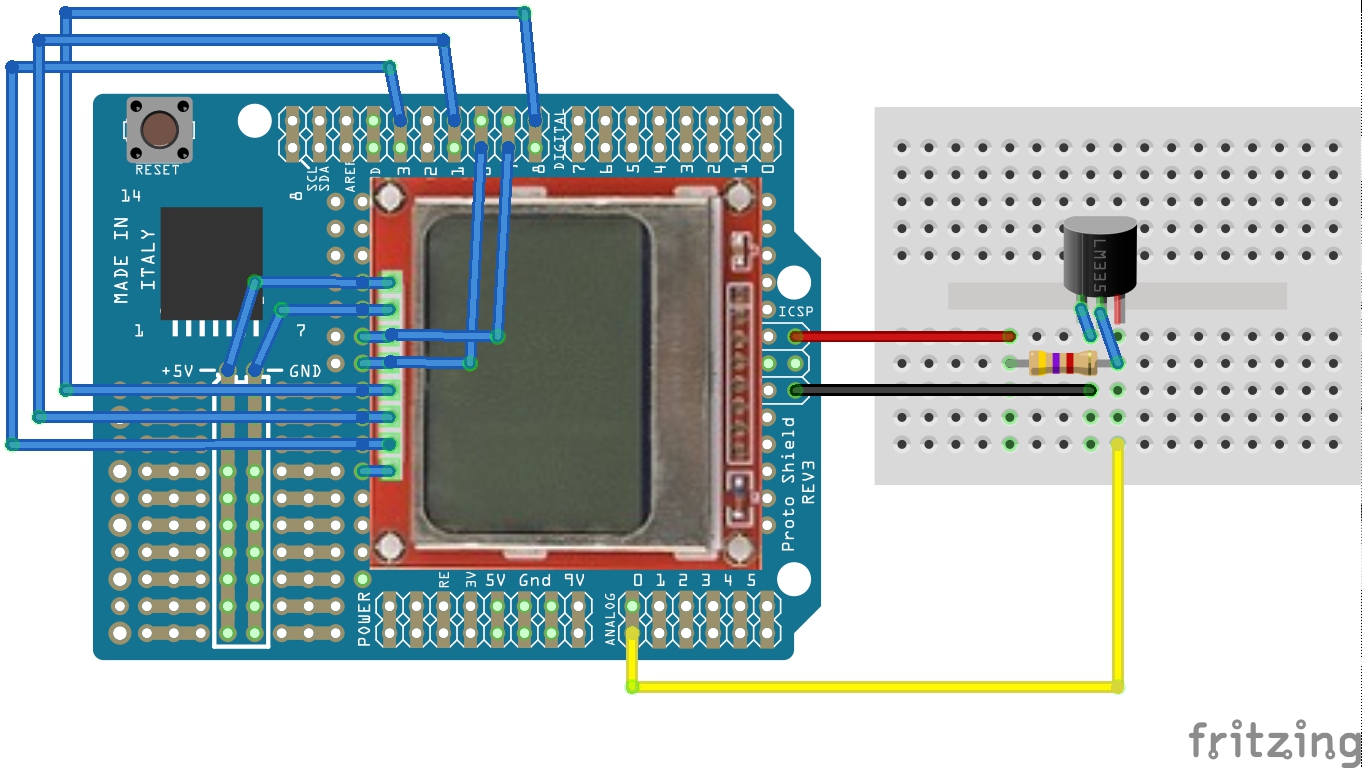 RESET
14
MADE IN
ITALY
1
7
+5V
GND
8
SCL
SDA
AREF
D
3
2
1
8
DIGITAL
7
6
5
4
3
2
1
0
ICSP
LM335
Proto Shield
REV3
POWER
RE
3V
5V
Gnd
9V
ANALOG
0
1
2
3
4
5
fritzing